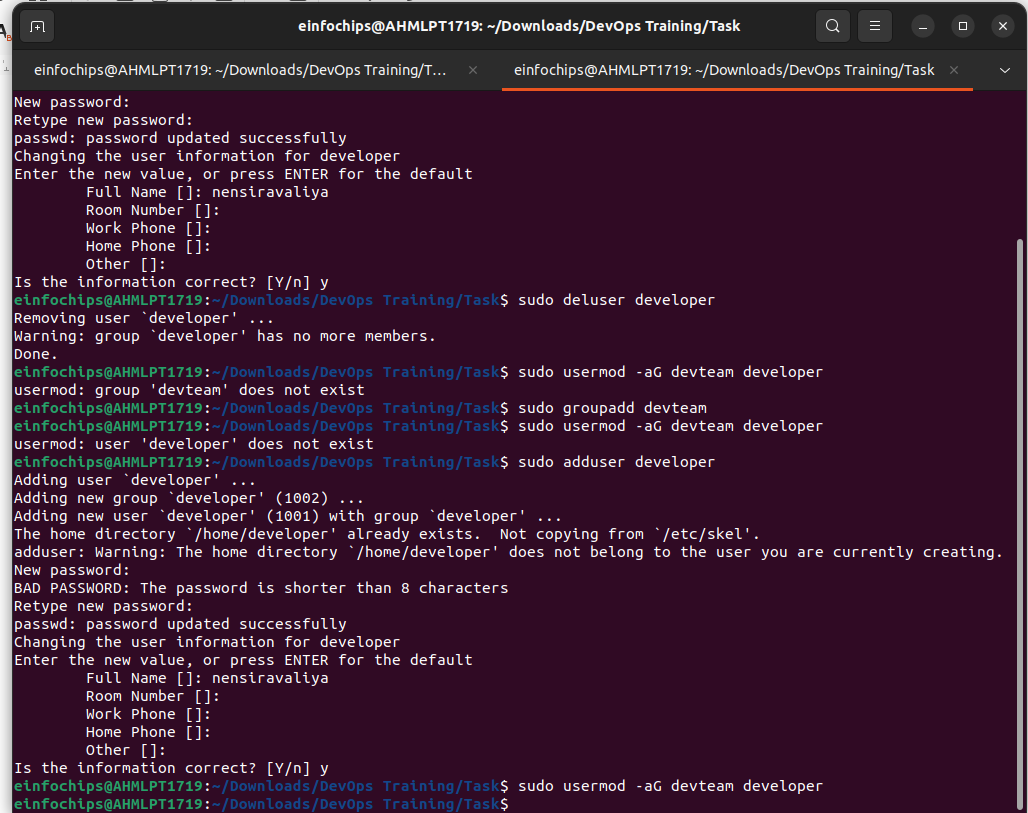 einfochips@AHMLPT1719: ~/Downloads/DevOps Training/Task
einfochips@AHMLPT1719: ~/Downloads/DevOps Training/T...
einfochips@AHMLPT1719: ~/Downloads/DevOps Training/Task
New password:
Retype new password:
passwd: password updated successfully
Changing the user information for developer
Enter the new value, or press ENTER for the default
Full Name []: nensiravaliya
Room Number []:
Work Phone []:
Home Phone []:
Other []:
Is the information correct? [Y/n] y
einfochips@AHMLPT1719:~/Downloads/DevOps Training/Task$ sudo deluser developer
Removing user `developer' ...
Warning: group `developer' has no more members.
Done.
einfochips@AHMLPT1719:~/Downloads/DevOps Training/Task$ sudo usermod -aG devteam developer
usermod: group 'devteam' does not exist
einfochips@AHMLPT1719:~/Downloads/DevOps Training/Task$ sudo groupadd devteam
einfochips@AHMLPT1719:~/Downloads/DevOps Training/Task$ sudo usermod -aG devteam developer
usermod: user 'developer' does not exist
einfochips@AHMLPT1719:~/Downloads/DevOps Training/Task$ sudo adduser developer
Adding user `developer' ...
Adding new group `developer' (1002) ...
Adding new user `developer' (1001) with group `developer' ...
The home directory `/home/developer' already exists.  Not copying from `/etc/skel'.
adduser: Warning: The home directory `/home/developer' does not belong to the user you are currently creating.
New password:
BAD PASSWORD: The password is shorter than 8 characters
Retype new password:
passwd: password updated successfully
Changing the user information for developer
Enter the new value, or press ENTER for the default
Full Name []: nensiravaliya
Room Number []:
Work Phone []:
Home Phone []:
Other []:
Is the information correct? [Y/n] y
einfochips@AHMLPT1719:~/Downloads/DevOps Training/Task$ sudo usermod -aG devteam developer
einfochips@AHMLPT1719:~/Downloads/DevOps Training/Task$